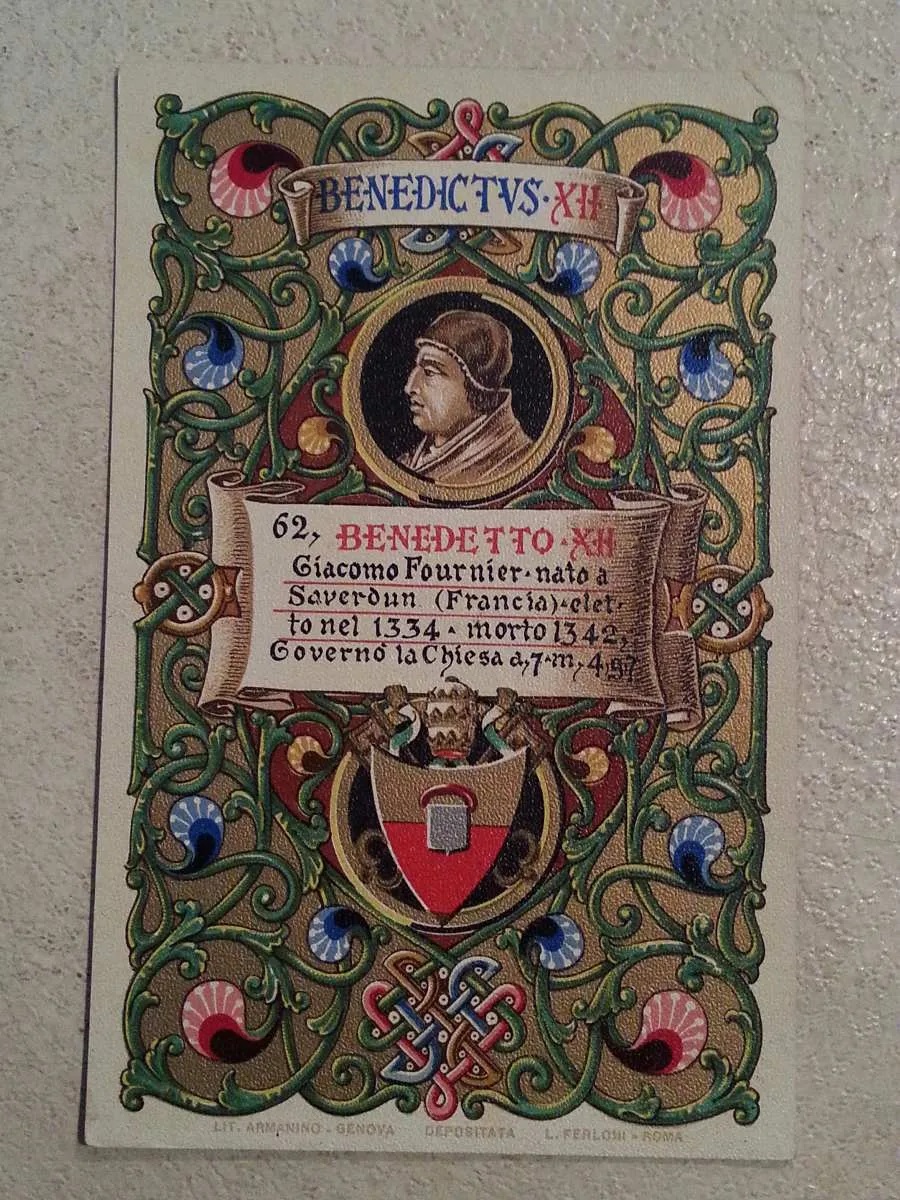 BENEDICTVS·XII
62, BENEDETTO·XII
Giacomo Fournier·nato a
Saverdun (Francia)·elet-
to nel 1334·morto 1342,
Governò la Chiesa a,7·m,4,g,7
LIT. ARMANINO - GENOVA DEPOSITATA L. FERLONI - ROMA